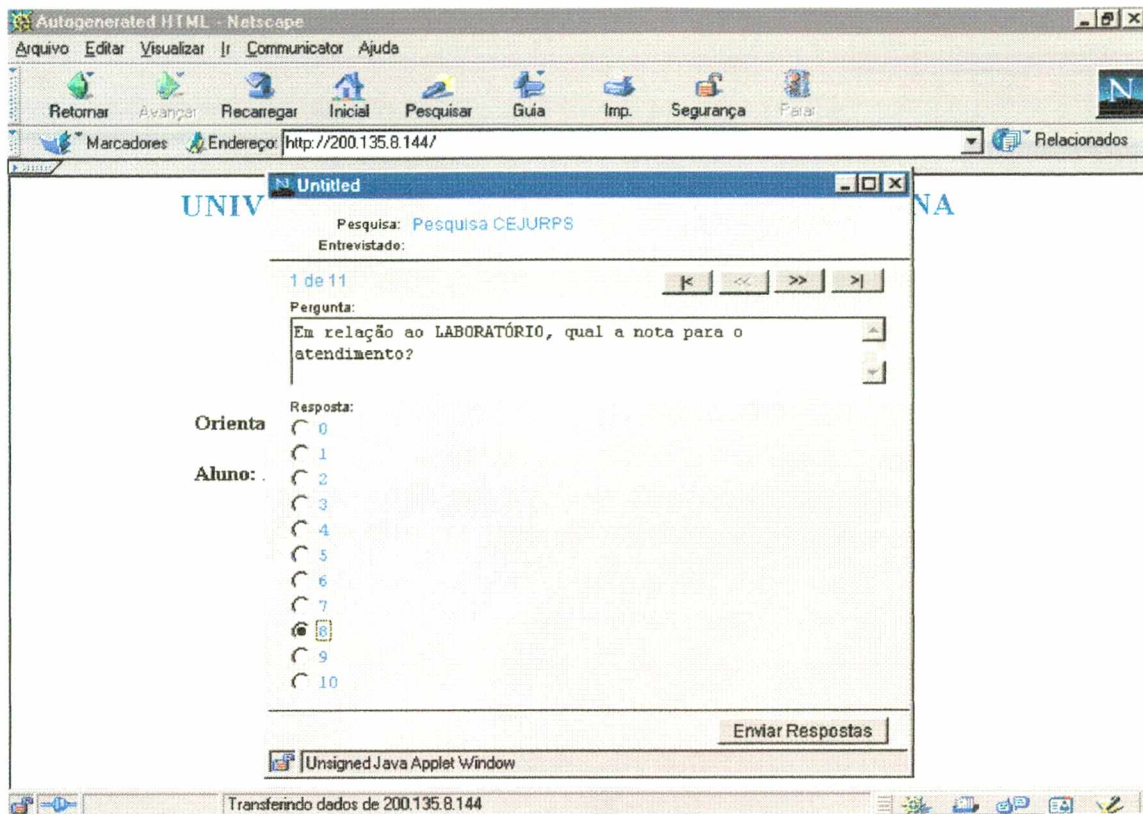 Autogenerated HTML - Netscape
Arquivo Editar Visualizar Ir Communicator Ajuda
Retornar Avançar Recarregar Inicial Pesquisar Guia Imp. Segurança Parar
N
Marcadores Endereço: http://200.135.8.144/ Relacionados
N Untitled
UNIV NA
Pesquisa: Pesquisa CEJURPS
Entrevistado:
1 de 11 |< << >> >|
Pergunta:
Em relação ao LABORATÓRIO, qual a nota para o
atendimento?
Resposta:
Orienta
0
1
Aluno:
2
3
4
5
6
7
8
9
10
Enviar Respostas
Unsigned Java Applet Window
Transferindo dados de 200.135.8.144